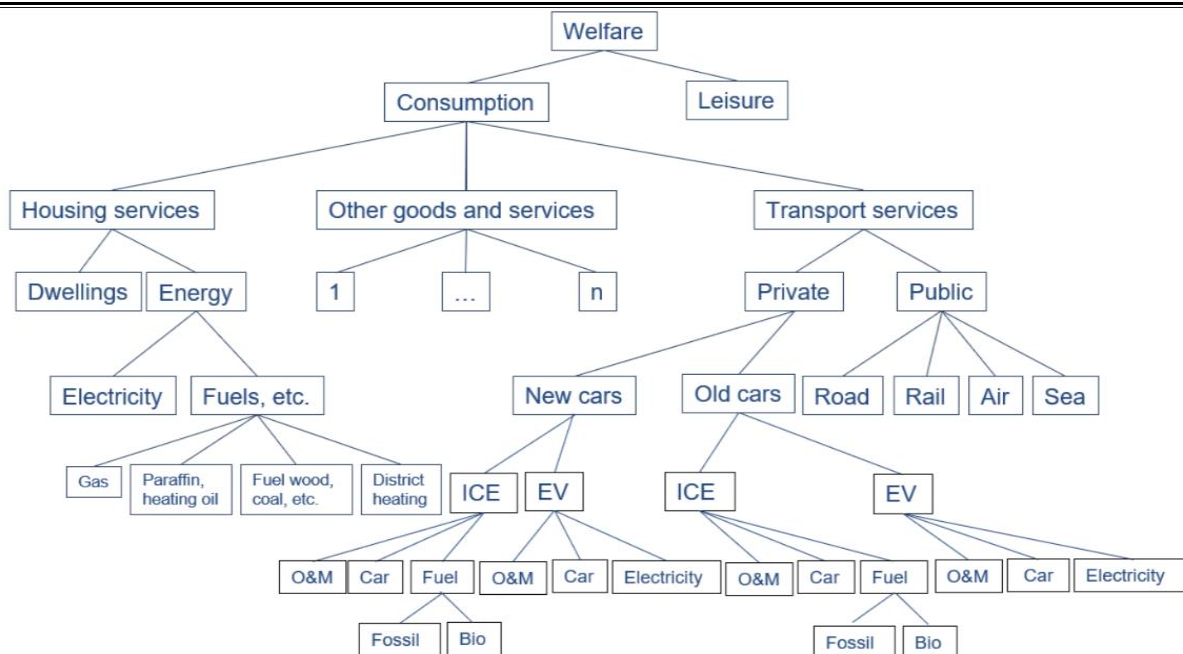 Welfare
Consumption
Leisure
Housing services
Other goods and services
Transport services
Dwellings
Energy
1
...
n
Private
Public
Electricity
Fuels, etc.
New cars
Old cars
Road
Rail
Air
Sea
Gas
Paraffin,
heating oil
Fuel wood,
coal, etc.
District
heating
ICE
EV
ICE
EV
O&M
Car
Fuel
O&M
Car
Electricity
O&M
Car
Fuel
O&M
Car
Electricity
Fossil
Bio
Fossil
Bio